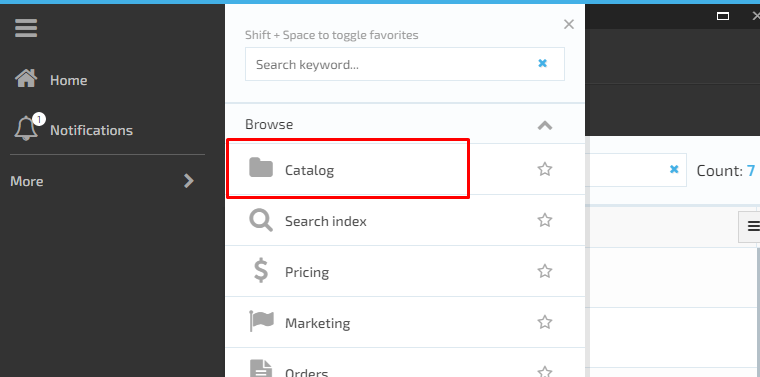 Shift + Space to toggle favorites
Search keyword...
Home
1
Notifications
More
Browse
Catalog
Search index
Pricing
Marketing
Orders
Count: 7